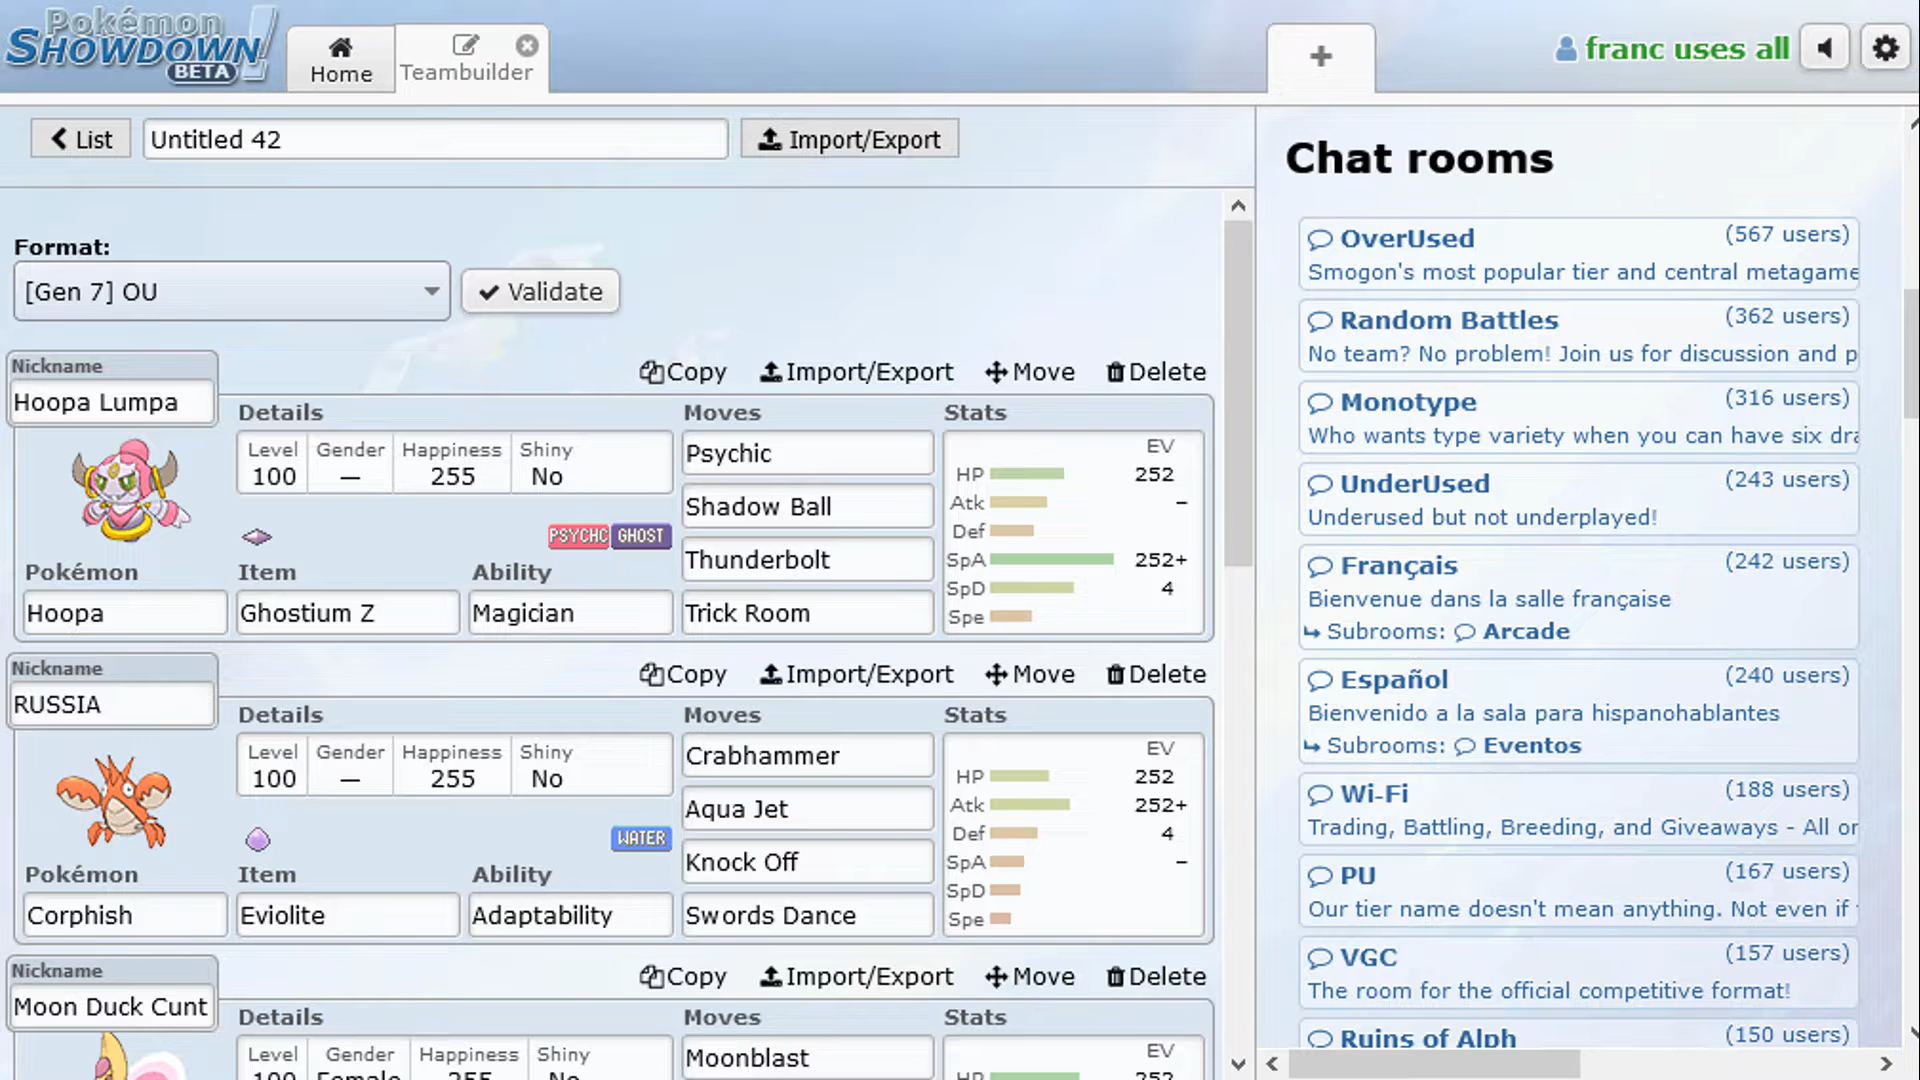 Pokémon
SHOWDOWN!
BETA
Home
Teambuilder
+
franc uses all
List
Untitled 42
Import/Export
Format:
[Gen 7] OU
Validate
Nickname
Hoopa Lumpa
Copy
Import/Export
Move
Delete
Details
Level
100
Gender
—
Happiness
255
Shiny
No
PSYCHC
GHOST
Pokémon
Hoopa
Item
Ghostium Z
Ability
Magician
Moves
Psychic
Shadow Ball
Thunderbolt
Trick Room
Stats
EV
HP 252
Atk –
Def
SpA 252+
SpD 4
Spe
Nickname
RUSSIA
Copy
Import/Export
Move
Delete
Details
Level
100
Gender
—
Happiness
255
Shiny
No
WATER
Pokémon
Corphish
Item
Eviolite
Ability
Adaptability
Moves
Crabhammer
Aqua Jet
Knock Off
Swords Dance
Stats
EV
HP 252
Atk 252+
Def 4
SpA –
SpD
Spe
Nickname
Moon Duck Cunt
Copy
Import/Export
Move
Delete
Details
Level
100
Gender
Female
Happiness
255
Shiny
No
Moves
Moonblast
Stats
EV
HP 252
Chat rooms
OverUsed (567 users)
Smogon's most popular tier and central metagame
Random Battles (362 users)
No team? No problem! Join us for discussion and p
Monotype (316 users)
Who wants type variety when you can have six dra
UnderUsed (243 users)
Underused but not underplayed!
Français (242 users)
Bienvenue dans la salle française
Subrooms: Arcade
Español (240 users)
Bienvenido a la sala para hispanohablantes
Subrooms: Eventos
Wi-Fi (188 users)
Trading, Battling, Breeding, and Giveaways - All or
PU (167 users)
Our tier name doesn't mean anything. Not even if
VGC (157 users)
The room for the official competitive format!
Ruins of Alph (150 users)